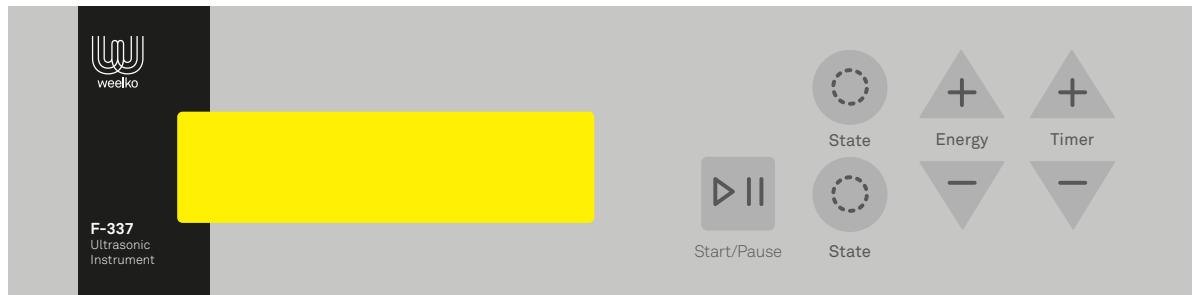 weelko
F-337
Ultrasonic
Instrument
State
Energy
Timer
Start/Pause
State